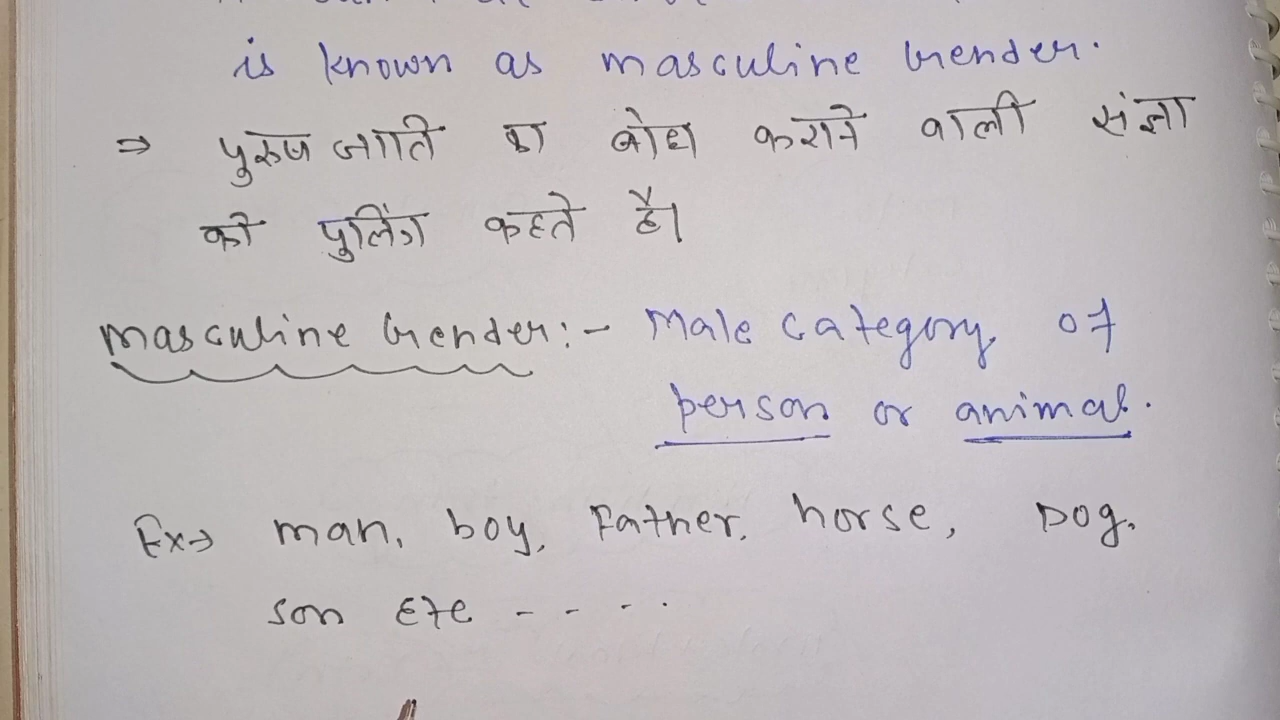 is known as masculine Gender.
⇒ पुरुष जाति का बोध कराने वाली संज्ञा
को पुलिंग कहते है।
masculine Gender:- Male category of
person or animal.
Ex→ man, boy, Father, horse, Dog,
son Etc - - - .